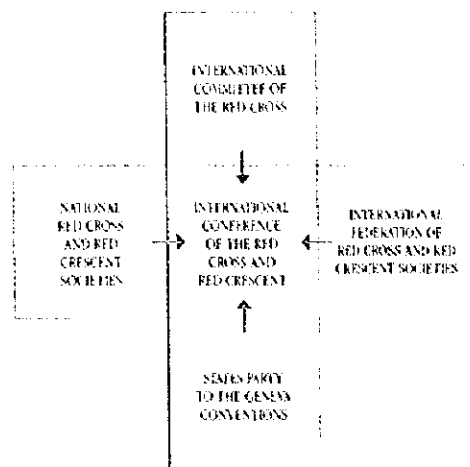 INTERNATIONAL
COMMITTEE OF
THE RED CROSS
NATIONAL
RED CROSS
AND RED
CRESCENT
SOCIETIES
INTERNATIONAL
CONFERENCE
OF THE RED
CROSS AND
RED CRESCENT
INTERNATIONAL
FEDERATION OF
RED CROSS AND RED
CRESCENT SOCIETIES
STATES PARTY
TO THE GENEVA
CONVENTIONS